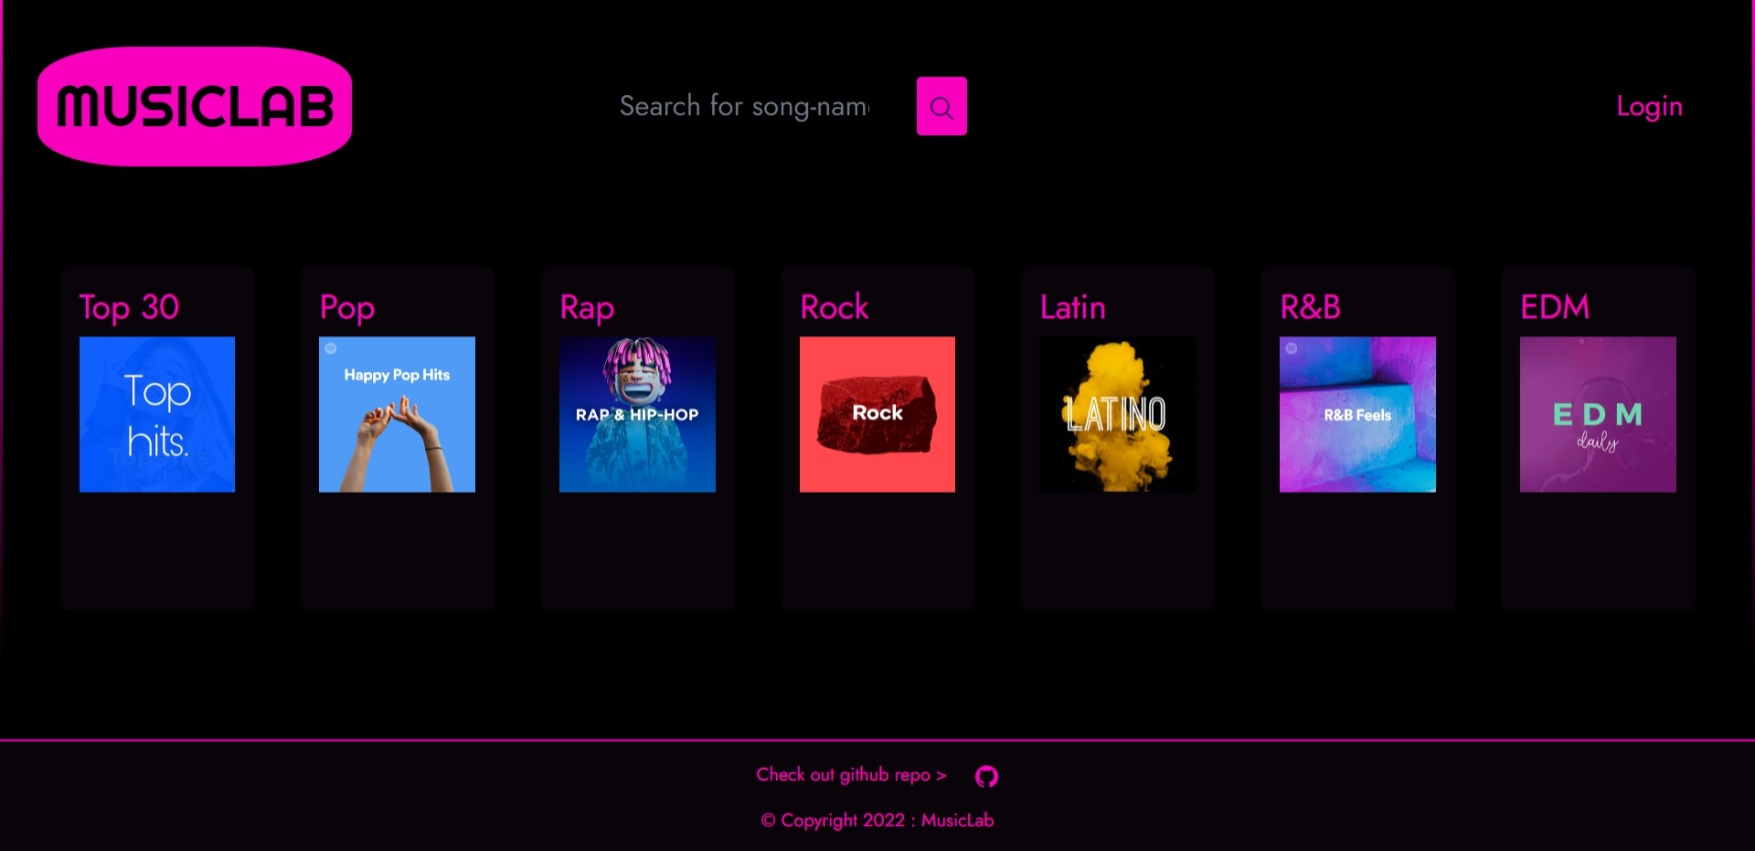 MUSICLAB
Search for song-nam
Login
Top 30
Top
hits.
Pop
Happy Pop Hits
Rap
RAP & HIP-HOP
Rock
Rock
Latin
LATINO
R&B
R&B Feels
EDM
EDM
daily
Check out github repo >
© Copyright 2022 : MusicLab